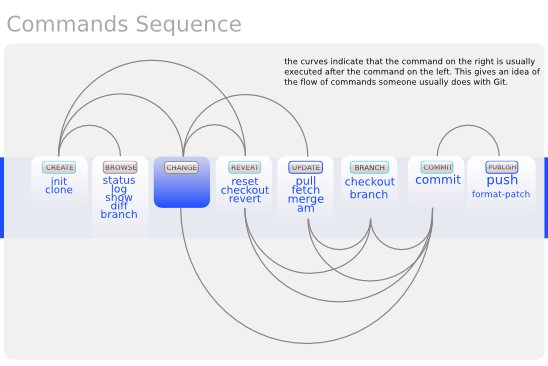 Commands Sequence
the curves indicate that the command on the right is usually
executed after the command on the left. This gives an idea of
the flow of commands someone usually does with Git.
CREATE
init
clone
BROWSE
status
log
show
diff
branch
CHANGE
REVERT
reset
checkout
revert
UPDATE
pull
fetch
merge
am
BRANCH
checkout
branch
COMMIT
commit
PUBLISH
push
format-patch